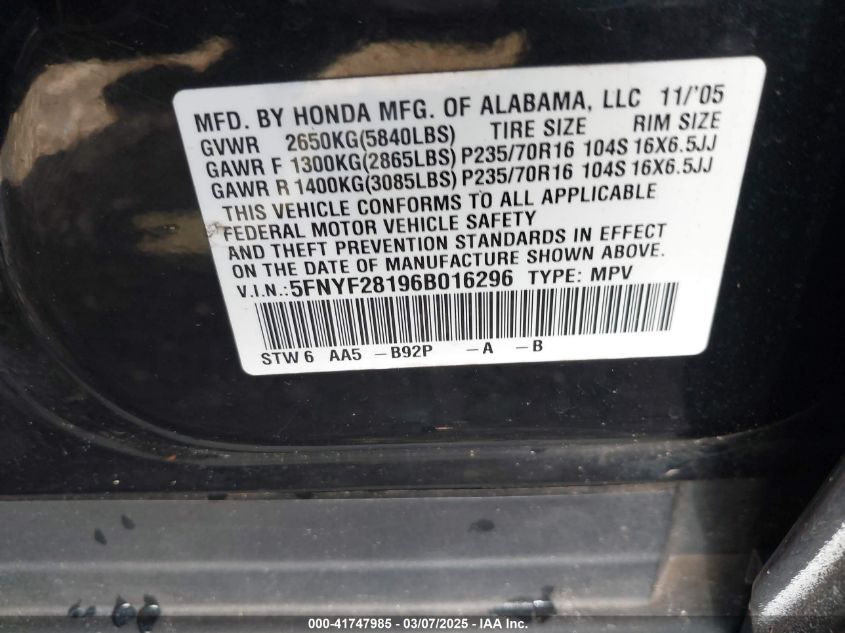 MFD. BY HONDA MFG. OF ALABAMA, LLC 11/'05
GVWR 2650KG(5840LBS) TIRE SIZE RIM SIZE
GAWR F 1300KG(2865LBS) P235/70R16 104S 16X6.5JJ
GAWR R 1400KG(3085LBS) P235/70R16 104S 16X6.5JJ
THIS VEHICLE CONFORMS TO ALL APPLICABLE
FEDERAL MOTOR VEHICLE SAFETY
AND THEFT PREVENTION STANDARDS IN EFFECT
ON THE DATE OF MANUFACTURE SHOWN ABOVE.
V.I.N.:5FNYF28196B016296 TYPE: MPV
STW 6 AA5 -B92P -A -B
000-41747985 - 03/07/2025 - IAA Inc.